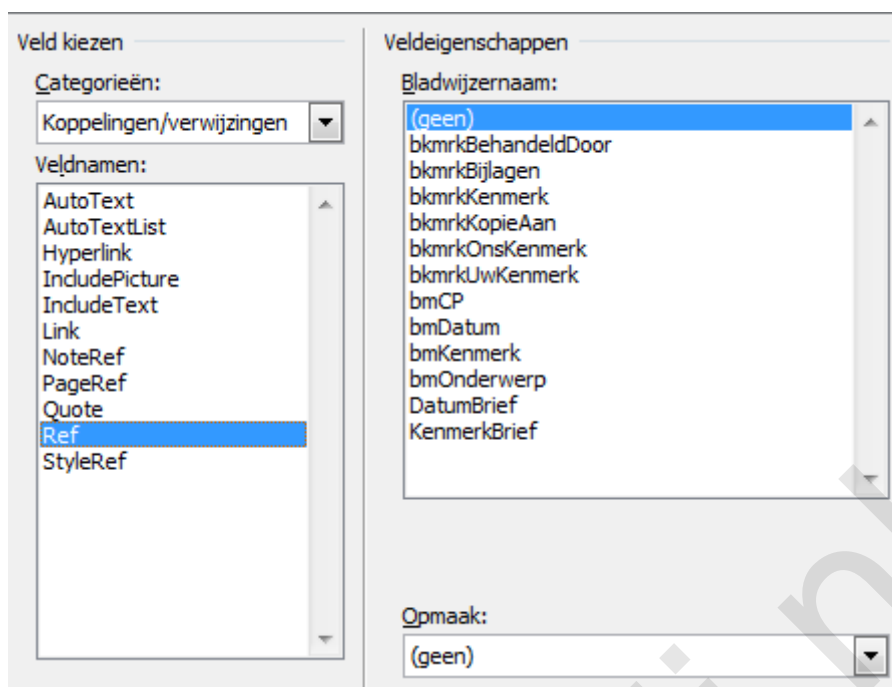 Veld kiezen
Categorieën:
Koppelingen/verwijzingen
Veldnamen:
AutoText
AutoTextList
Hyperlink
IncludePicture
IncludeText
Link
NoteRef
PageRef
Quote
Ref
StyleRef
Veldeigenschappen
Bladwijzernaam:
(geen)
bkmrkBehandeldDoor
bkmrkBijlagen
bkmrkKenmerk
bkmrkKopieAan
bkmrkOnsKenmerk
bkmrkUwKenmerk
bmCP
bmDatum
bmKenmerk
bmOnderwerp
DatumBrief
KenmerkBrief
Opmaak:
(geen)